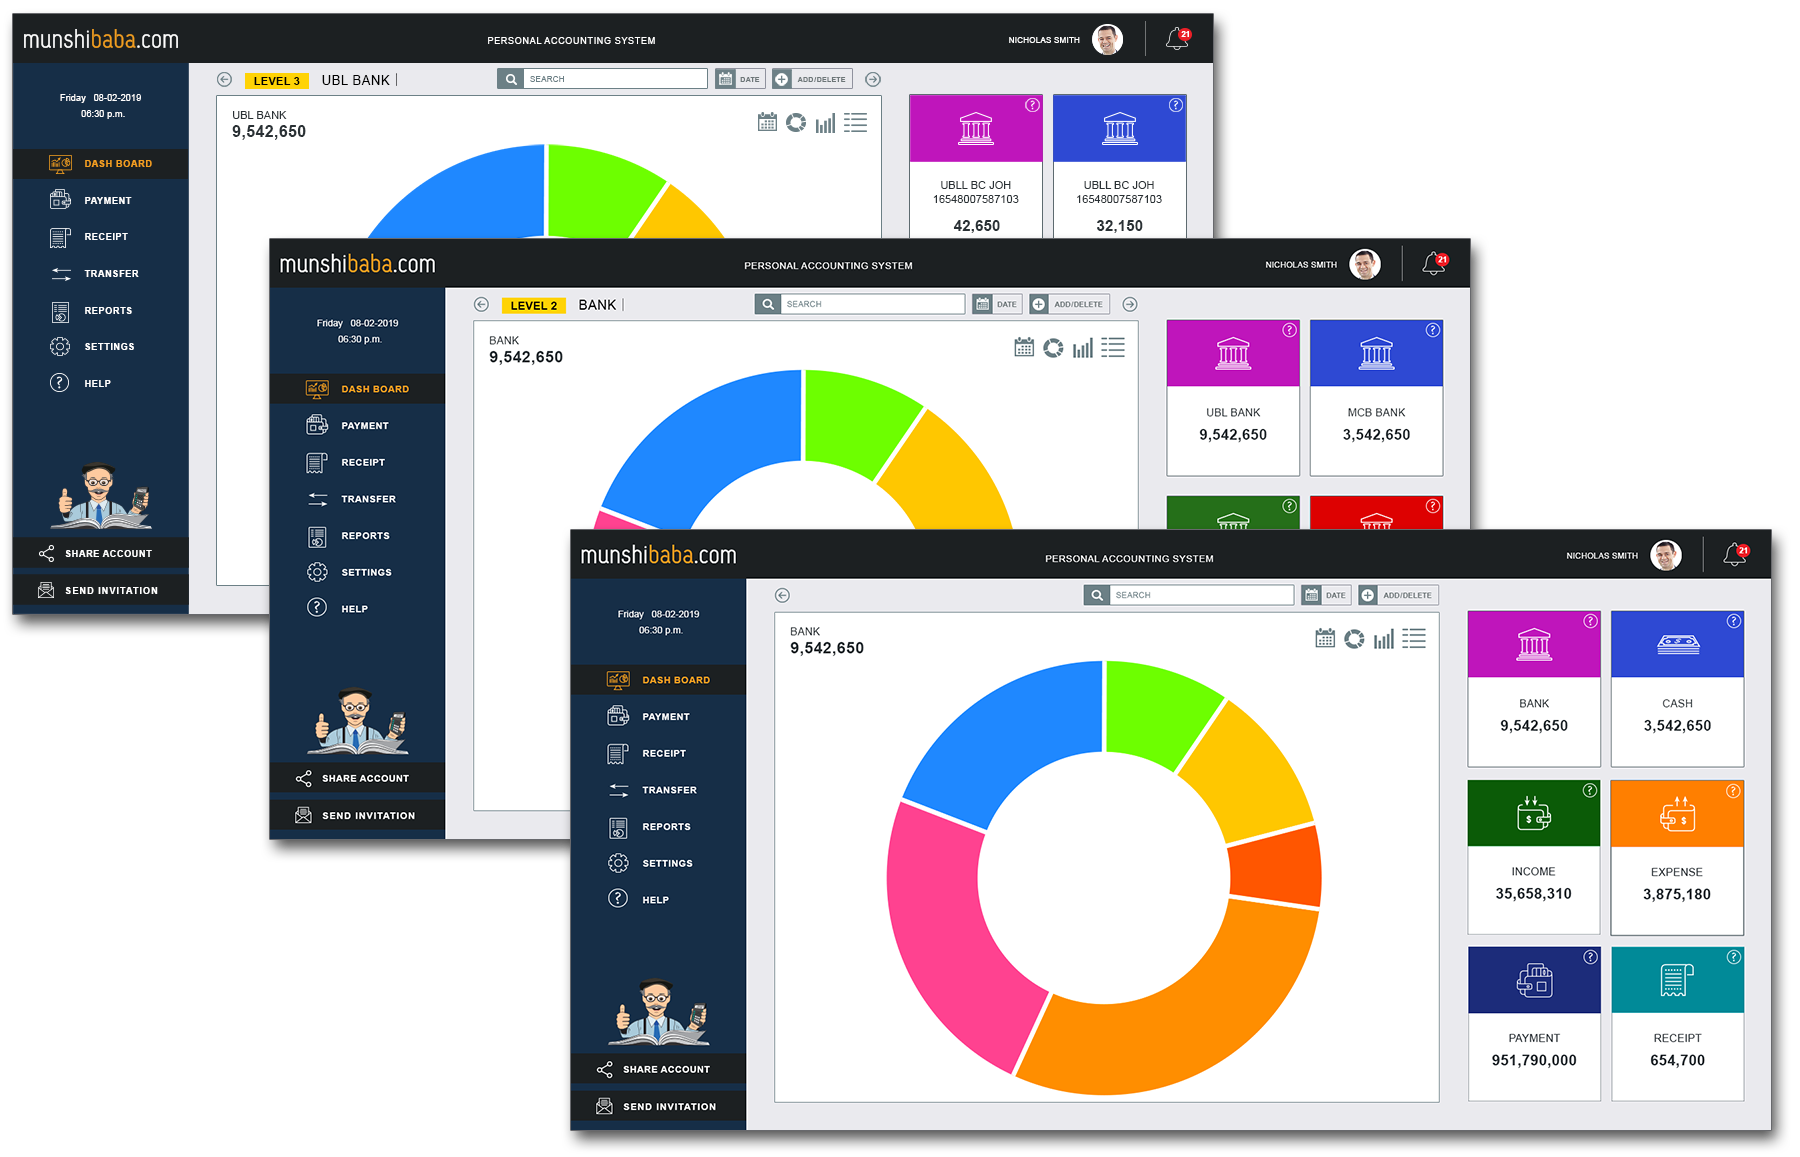 munshibaba.com
PERSONAL ACCOUNTING SYSTEM
NICHOLAS SMITH
21
Friday 08-02-2019
06:30 p.m.
LEVEL 3 UBL BANK
SEARCH
DATE
ADD/DELETE
UBL BANK
9,542,650
DASH BOARD
PAYMENT
RECEIPT
TRANSFER
REPORTS
SETTINGS
HELP
SHARE ACCOUNT
SEND INVITATION
UBLL BC JOH
16548007587103
42,650
UBLL BC JOH
16548007587103
32,150
munshibaba.com
PERSONAL ACCOUNTING SYSTEM
NICHOLAS SMITH
21
Friday 08-02-2019
06:30 p.m.
LEVEL 2 BANK
SEARCH
DATE
ADD/DELETE
BANK
9,542,650
DASH BOARD
PAYMENT
RECEIPT
TRANSFER
REPORTS
SETTINGS
HELP
SHARE ACCOUNT
SEND INVITATION
UBL BANK
9,542,650
MCB BANK
3,542,650
munshibaba.com
PERSONAL ACCOUNTING SYSTEM
NICHOLAS SMITH
21
Friday 08-02-2019
06:30 p.m.
SEARCH
DATE
ADD/DELETE
BANK
9,542,650
DASH BOARD
PAYMENT
RECEIPT
TRANSFER
REPORTS
SETTINGS
HELP
SHARE ACCOUNT
SEND INVITATION
BANK
9,542,650
CASH
3,542,650
INCOME
35,658,310
EXPENSE
3,875,180
PAYMENT
951,790,000
RECEIPT
654,700